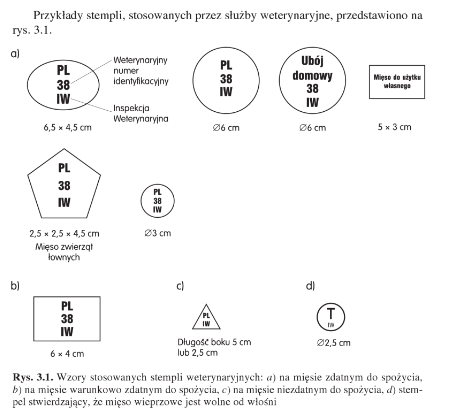 Przykłady stempli, stosowanych przez służby weterynaryjne, przedstawiono na
rys. 3.1.
a)
PL
38
IW
Weterynaryjny
numer
identyfikacyjny
Inspekcja
Weterynaryjna
6,5 × 4,5 cm
PL
38
IW
∅6 cm
Ubój
domowy
38
IW
∅6 cm
Mięso do użytku
własnego
5 × 3 cm
PL
38
IW
2,5 × 2,5 × 4,5 cm
Mięso zwierząt
łownych
PL
38
IW
∅3 cm
b)
PL
38
IW
6 × 4 cm
c)
PL
IW
Długość boku 5 cm
lub 2,5 cm
d)
T
IW
∅2,5 cm
Rys. 3.1. Wzory stosowanych stempli weterynaryjnych: a) na mięsie zdatnym do spożycia,
b) na mięsie warunkowo zdatnym do spożycia, c) na mięsie niezdatnym do spożycia, d) stem-
pel stwierdzający, że mięso wieprzowe jest wolne od włośni